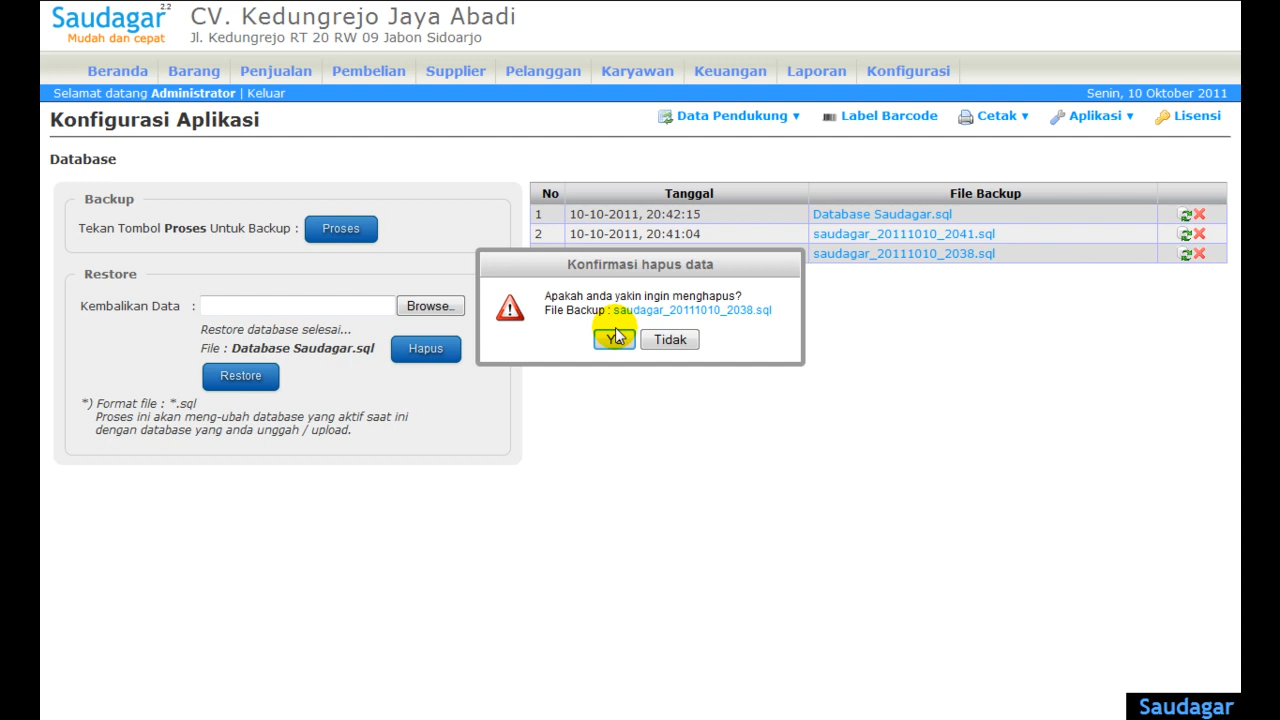 Saudagar 2.2
Mudah dan cepat
CV. Kedungrejo Jaya Abadi
Jl. Kedungrejo RT 20 RW 09 Jabon Sidoarjo
Beranda Barang Penjualan Pembelian Supplier Pelanggan Karyawan Keuangan Laporan Konfigurasi
Selamat datang Administrator | Keluar Senin, 10 Oktober 2011
Konfigurasi Aplikasi Data Pendukung ▼ Label Barcode Cetak ▼ Aplikasi ▼ Lisensi
Database
Backup
Tekan Tombol Proses Untuk Backup : Proses
Restore
Kembalikan Data : Browse...
Restore database selesai...
File : Database Saudagar.sql Hapus
Restore
*) Format file : *.sql
Proses ini akan meng-ubah database yang aktif saat ini
dengan database yang anda unggah / upload.
No Tanggal File Backup
1 10-10-2011, 20:42:15 Database Saudagar.sql
2 10-10-2011, 20:41:04 saudagar_20111010_2041.sql
saudagar_20111010_2038.sql
Konfirmasi hapus data
Apakah anda yakin ingin menghapus?
File Backup : saudagar_20111010_2038.sql
Tidak
Saudagar